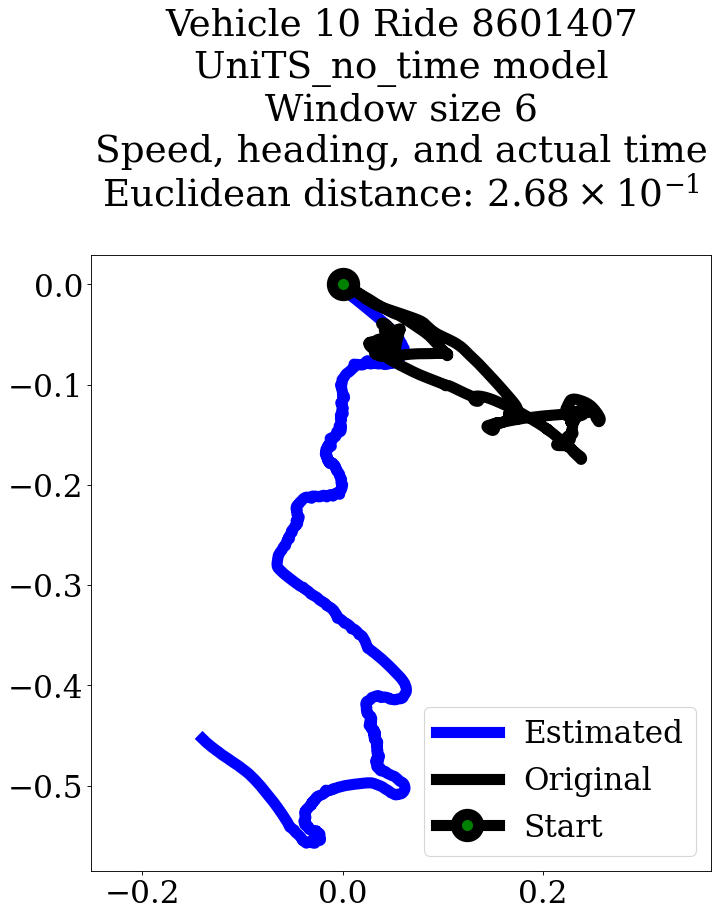 Vehicle 10 Ride 8601407
UniTS_no_time model
Window size 6
Speed, heading, and actual time
Euclidean distance: 2.68 × 10⁻¹
0.0
−0.1
−0.2
−0.3
−0.4
−0.5
−0.2 0.0 0.2
Estimated
Original
Start